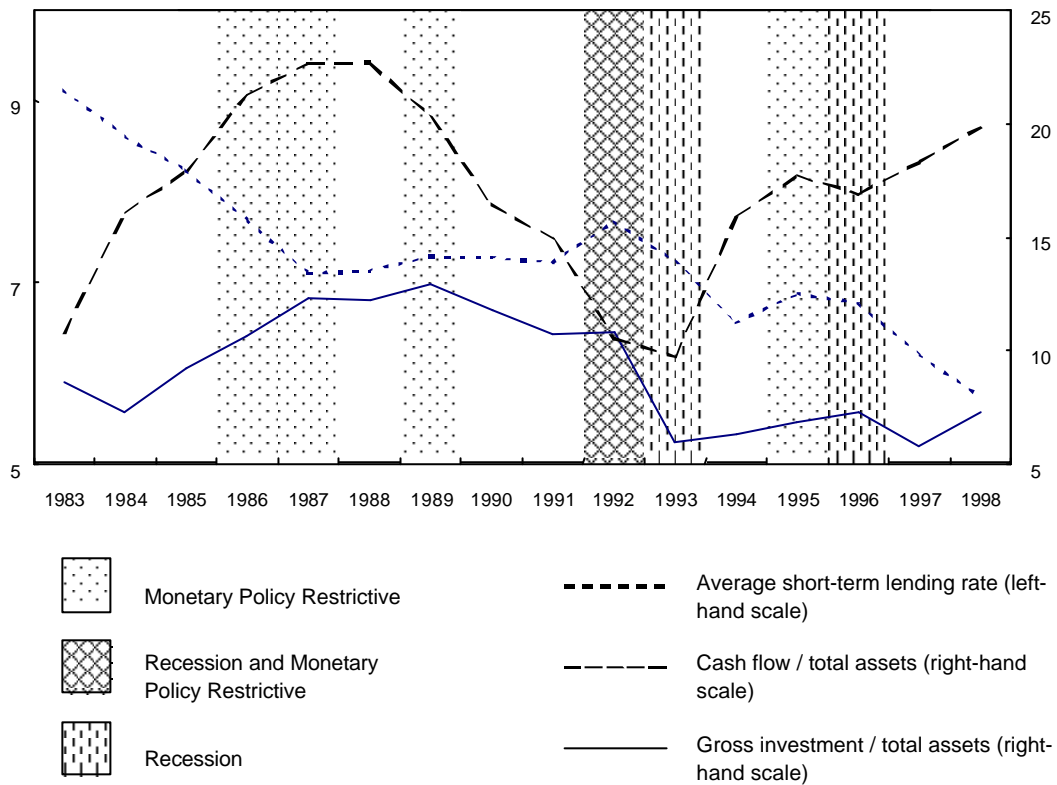 25
9
20
15
7
10
5
5
1983 1984 1985 1986 1987 1988 1989 1990 1991 1992 1993 1994 1995 1996 1997 1998
Monetary Policy Restrictive
Average short-term lending rate (left-
hand scale)
Recession and Monetary
Policy Restrictive
Cash flow / total assets (right-hand
scale)
Recession
Gross investment / total assets (right-
hand scale)